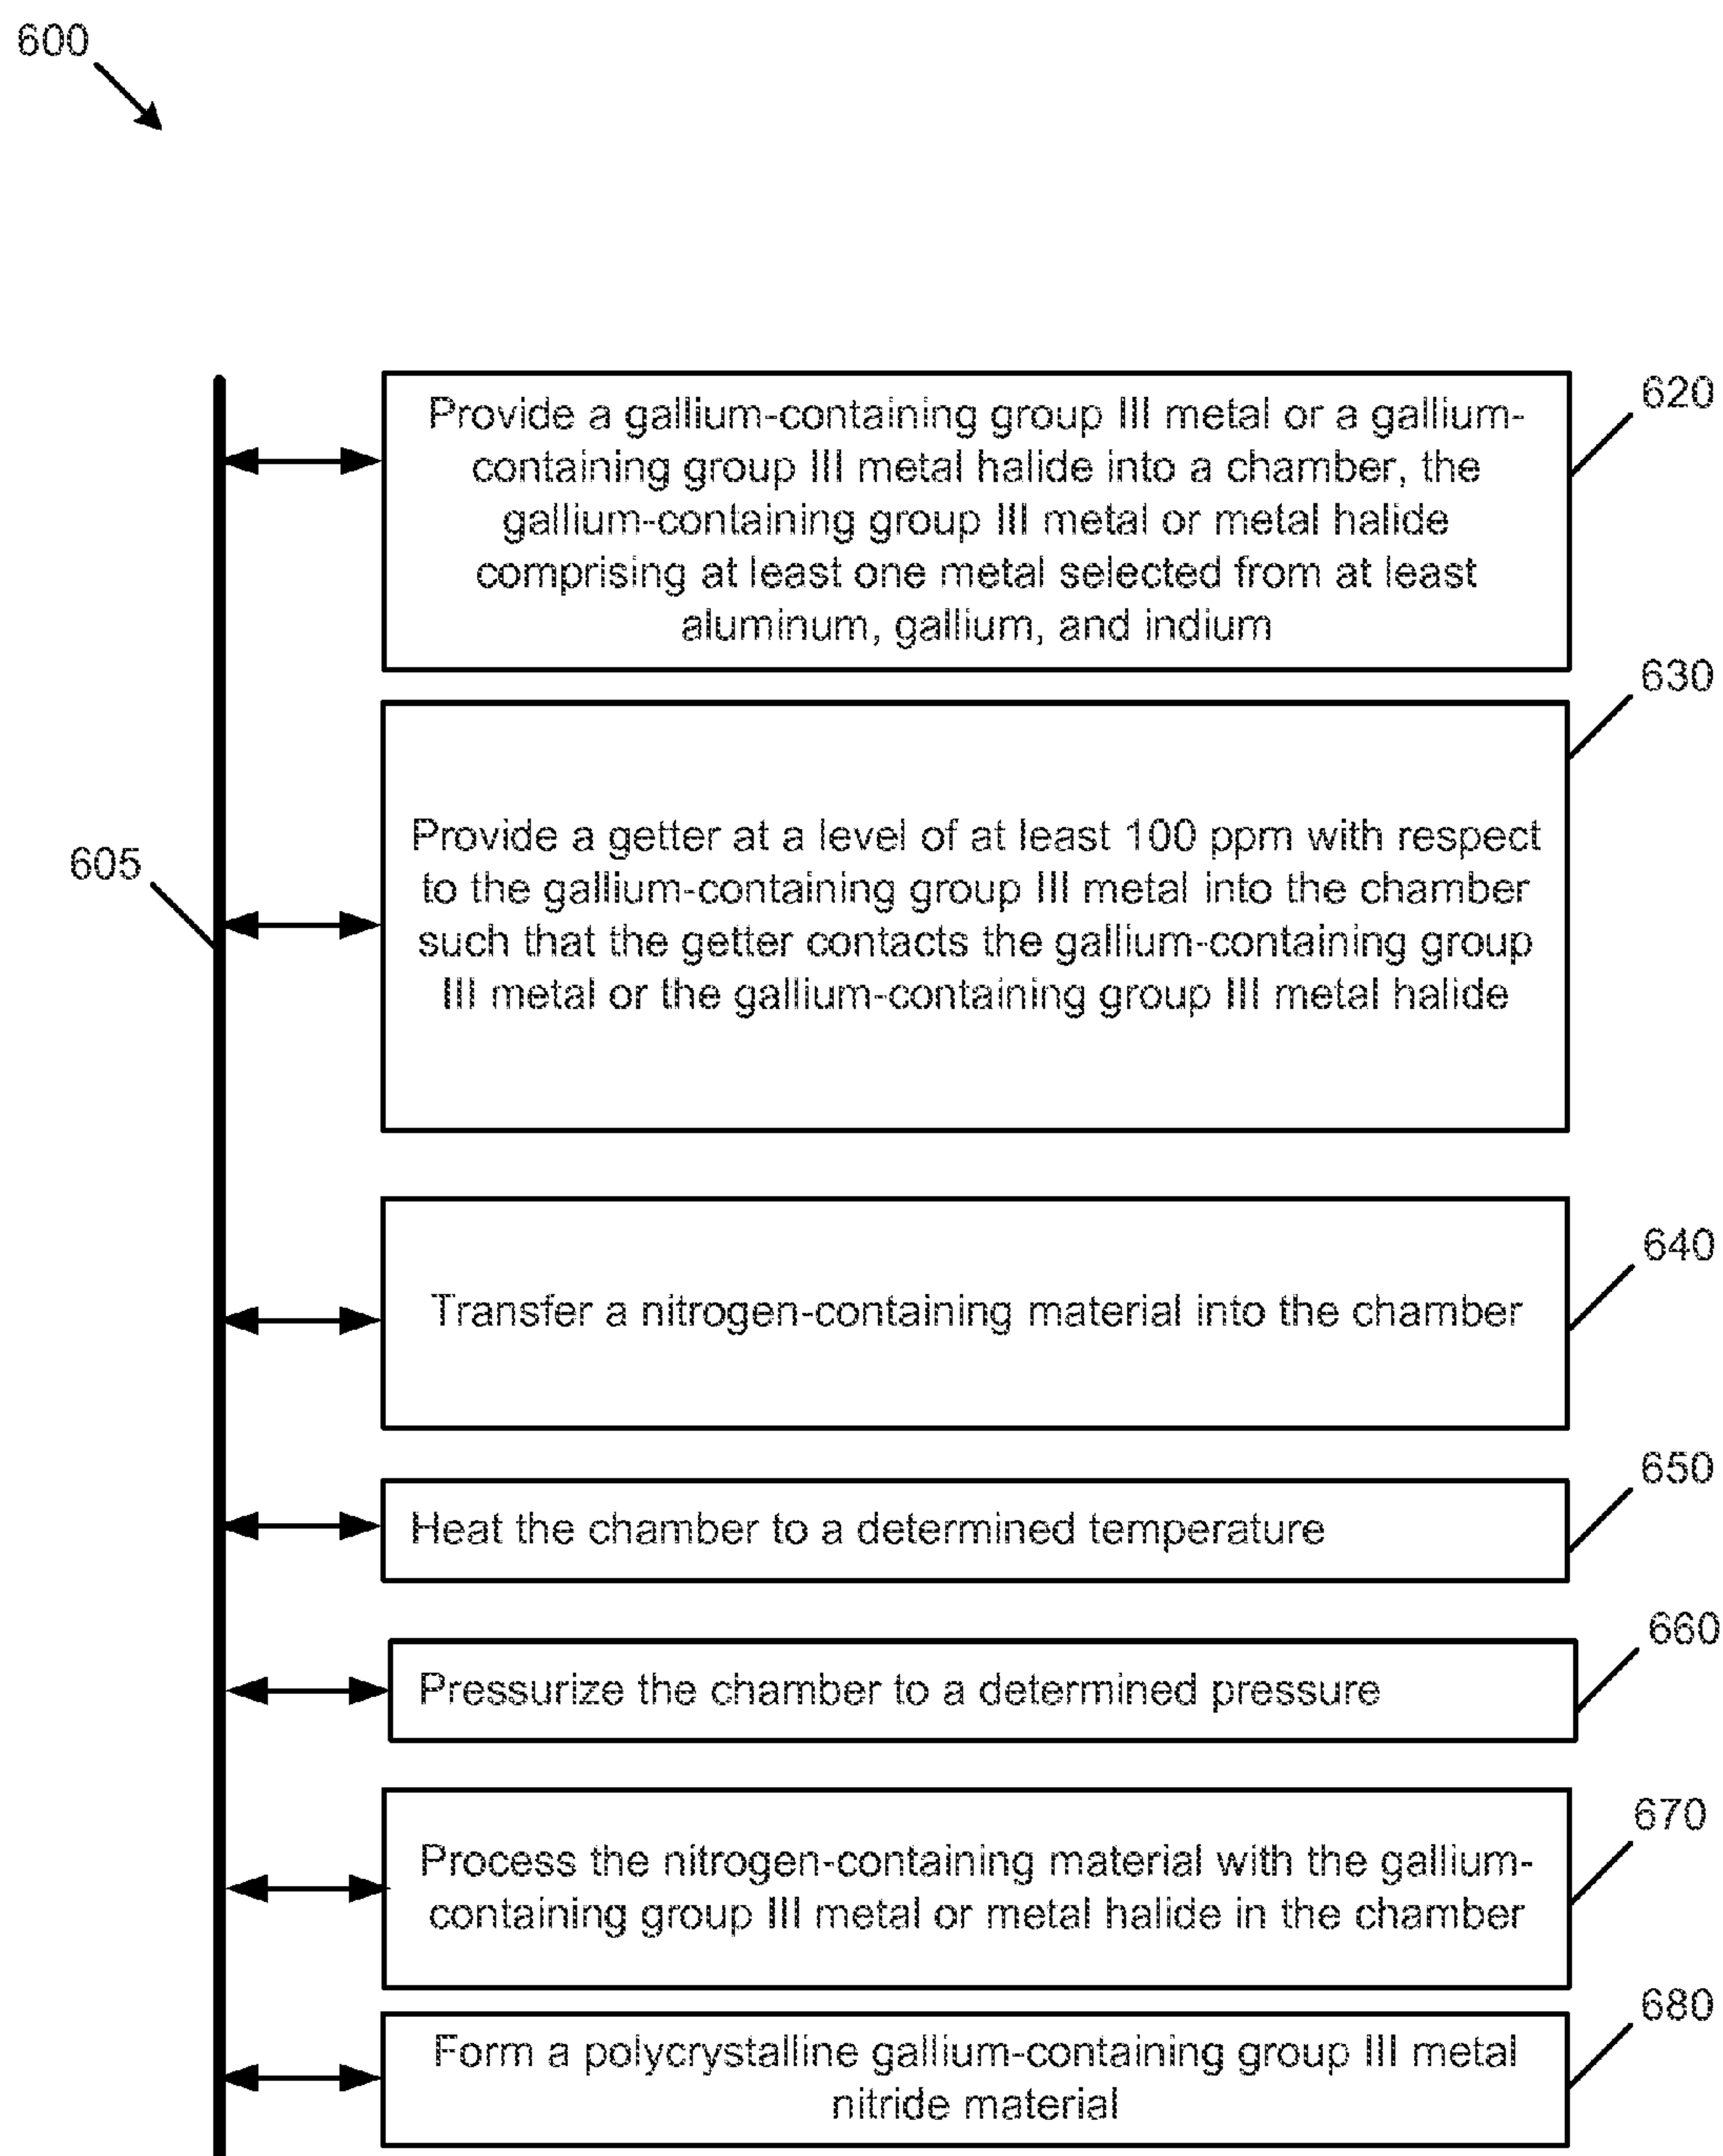 600
620
Provide a gallium-containing group III metal or a gallium-
containing group III metal halide into a chamber, the
gallium-containing group III metal or metal halide
comprising at least one metal selected from at least
aluminum, gallium, and indium
630
605
Provide a getter at a level of at least 100 ppm with respect
to the gallium-containing group III metal into the chamber
such that the getter contacts the gallium-containing group
III metal or the gallium-containing group III metal halide
640
Transfer a nitrogen-containing material into the chamber
650
Heat the chamber to a determined temperature
660
Pressurize the chamber to a determined pressure
670
Process the nitrogen-containing material with the gallium-
containing group III metal or metal halide in the chamber
680
Form a polycrystalline gallium-containing group III metal
nitride material